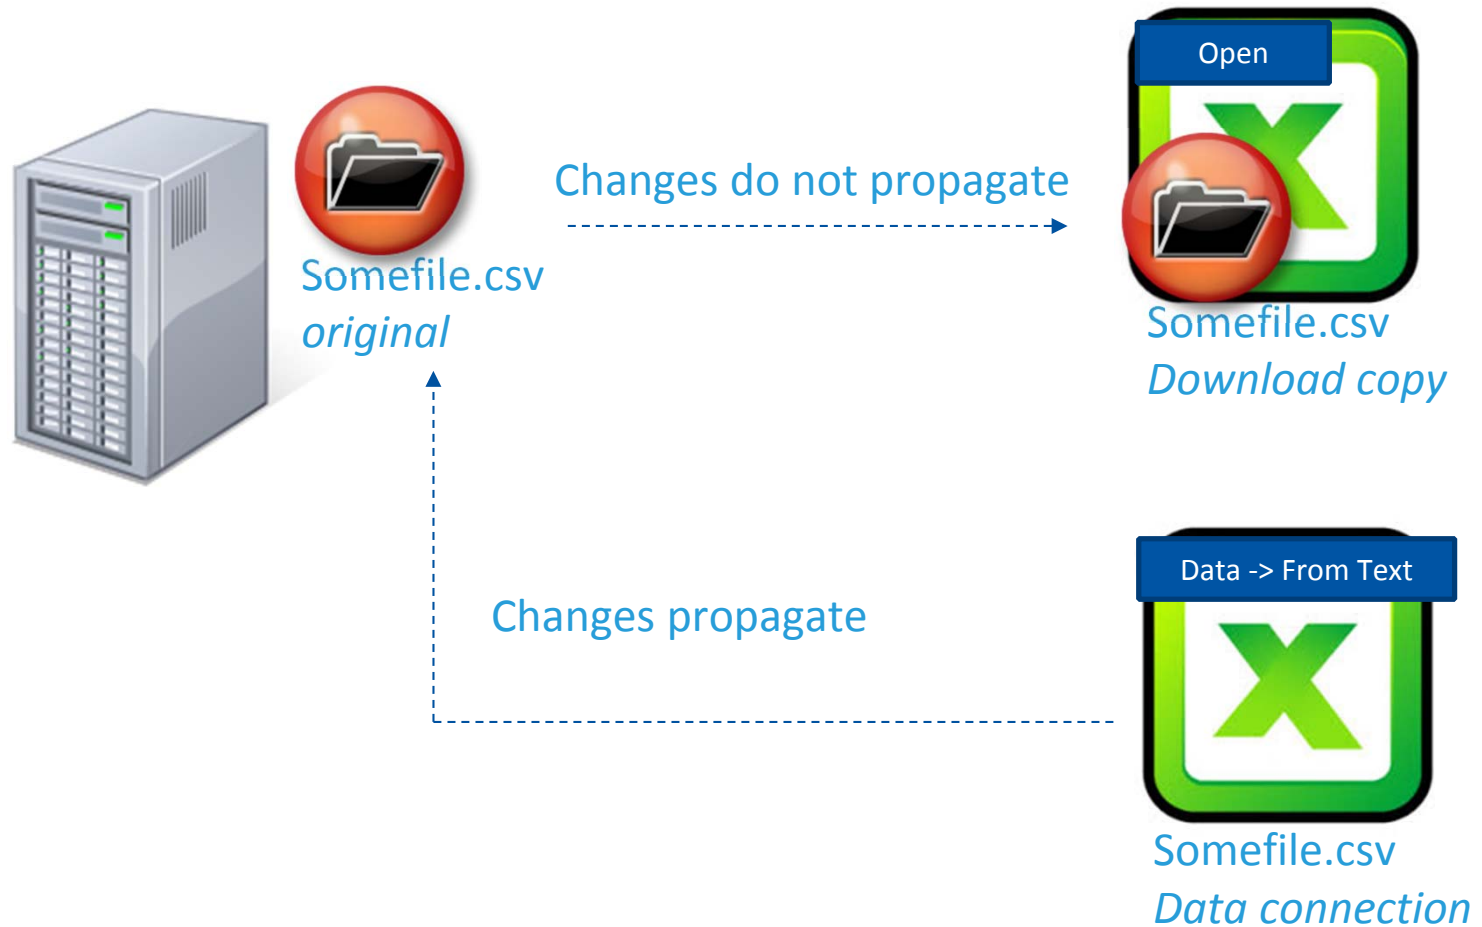 Open
Changes do not propagate
Somefile.csv
original
Somefile.csv
Download copy
Data -> From Text
Changes propagate
Somefile.csv
Data connection